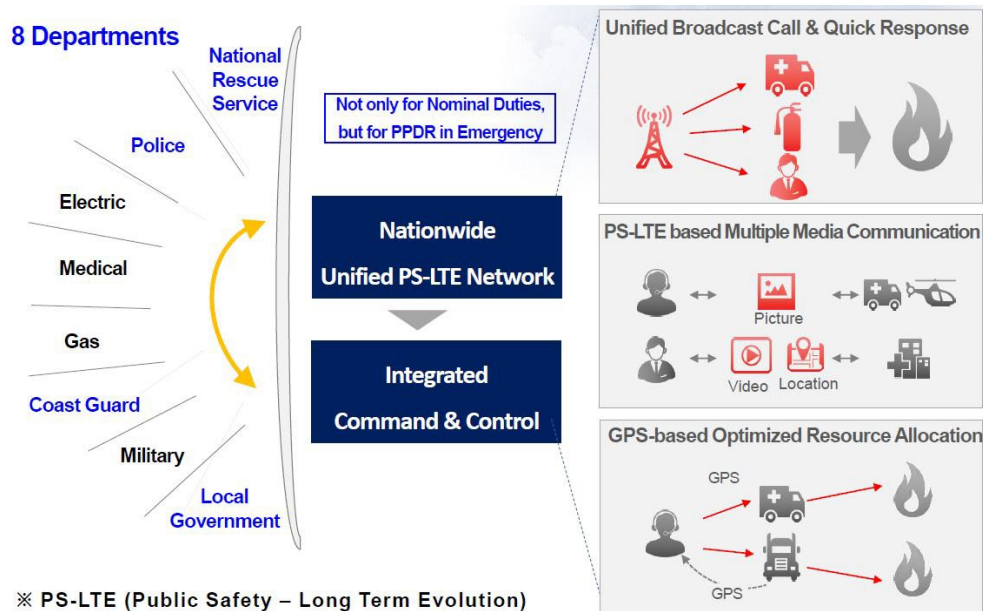 8 Departments
National
Rescue
Service
Police
Electric
Medical
Gas
Coast Guard
Military
Local
Government
Not only for Nominal Duties,
but for PPDR in Emergency
Nationwide
Unified PS-LTE Network
Integrated
Command & Control
Unified Broadcast Call & Quick Response
PS-LTE based Multiple Media Communication
Picture
Video
Location
GPS-based Optimized Resource Allocation
GPS
GPS
※ PS-LTE (Public Safety – Long Term Evolution)